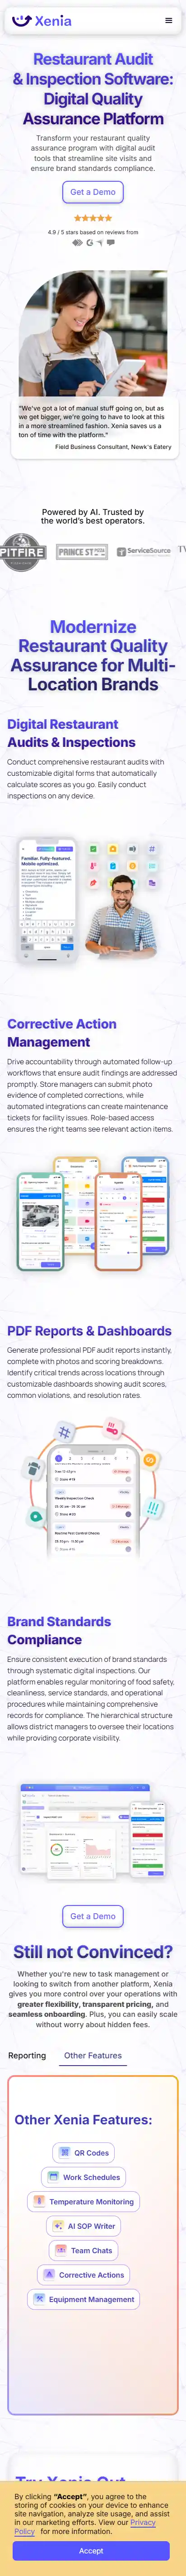 Xenia
Restaurant Audit
& Inspection Software:
Digital Quality
Assurance Platform
Transform your restaurant quality
assurance program with digital audit
tools that streamline site visits and
ensure brand standards compliance.
Get a Demo
4.9 / 5 stars based on reviews from
"We've got a lot of manual stuff going on, but as
we get bigger, we're going to have to look at this
in a more streamlined fashion. Xenia saves us a
ton of time with the platform."
Field Business Consultant, Newk's Eatery
Powered by AI. Trusted by
the world's best operators.
PITFIRE
PRINCE ST
ServiceSource
Modernize
Restaurant Quality
Assurance for Multi-
Location Brands
Digital Restaurant
Audits & Inspections
Conduct comprehensive restaurant audits with
customizable digital forms that automatically
calculate scores as you go. Easily conduct
inspections on any device.
Familiar. Fully-featured.
Mobile optimized.
Corrective Action
Management
Drive accountability through automated follow-up
workflows that ensure audit findings are addressed
promptly. Store managers can submit photo
evidence of completed corrections, while
automated integrations can create maintenance
tickets for facility issues. Role-based access
ensures the right teams see relevant action items.
PDF Reports & Dashboards
Generate professional PDF audit reports instantly,
complete with photos and scoring breakdowns.
Identify critical trends across locations through
customizable dashboards showing audit scores,
common violations, and resolution rates.
Weekly Inspection Check
Brand Standards
Compliance
Ensure consistent execution of brand standards
through systematic digital inspections. Our
platform enables regular monitoring of food safety,
cleanliness, service standards, and operational
procedures while maintaining comprehensive
records for compliance. The hierarchical structure
allows district managers to oversee their locations
while providing corporate visibility.
Get a Demo
Still not Convinced?
Whether you're new to task management or
looking to switch from another platform, Xenia
gives you more control over your operations with
greater flexibility, transparent pricing, and
seamless onboarding. Plus, you can easily scale
without worry about hidden fees.
Reporting Other Features
Other Xenia Features:
QR Codes
Work Schedules
Temperature Monitoring
AI SOP Writer
Team Chats
Corrective Actions
Equipment Management
By clicking “Accept”, you agree to the
storing of cookies on your device to enhance
site navigation, analyze site usage, and assist
in our marketing efforts. View our Privacy
Policy for more information.
Accept